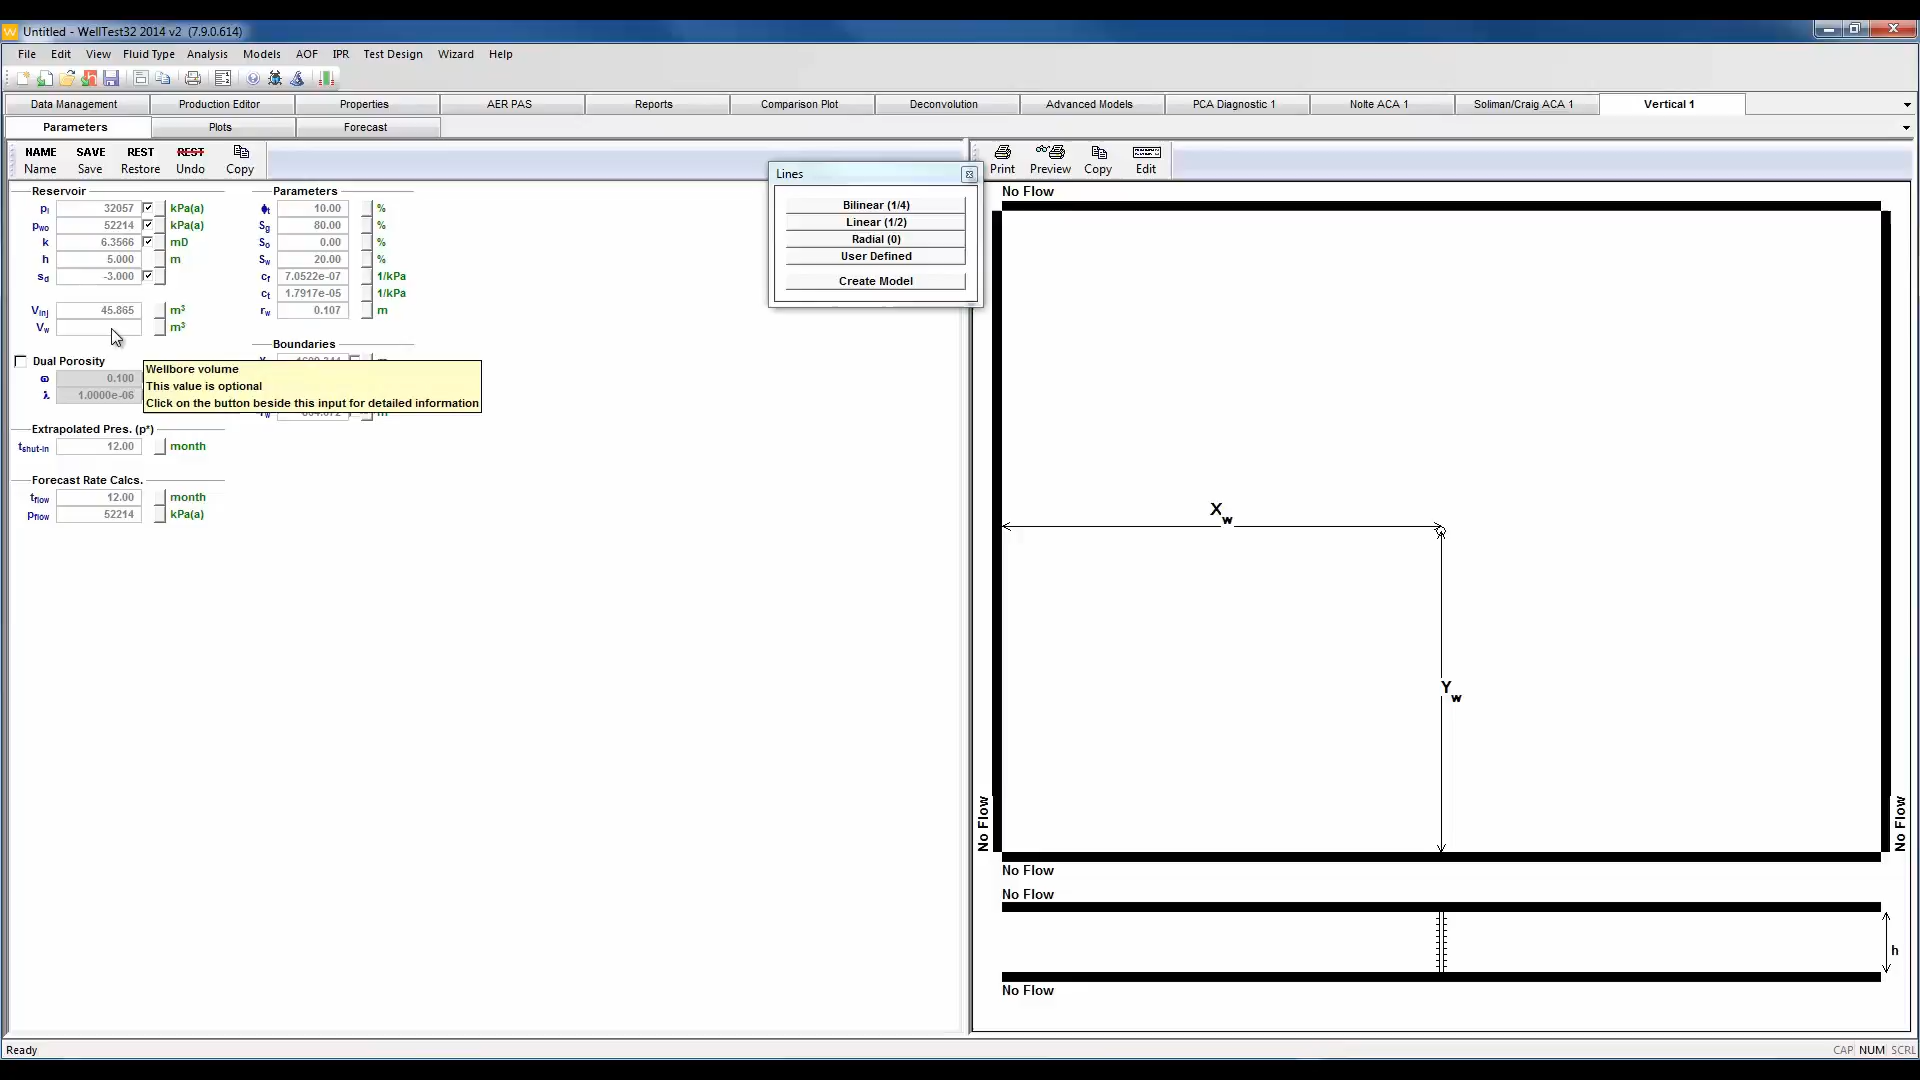 Untitled - WellTest32 2014 v2 (7.9.0.614)
File Edit View Fluid Type Analysis Models AOF IPR Test Design Wizard Help
Data Management Production Editor Properties AER PAS Reports Comparison Plot Deconvolution Advanced Models PCA Diagnostic 1 Nolte ACA 1 Soliman/Craig ACA 1 Vertical 1
Parameters Plots Forecast
NAME SAVE REST REST
Name Save Restore Undo Copy
Print Preview Copy Edit
Reservoir
pi 32057 kPa(a)
pwo 52214 kPa(a)
k 6.3566 mD
h 5.000 m
sd -3.000
Vinj 45.865 m³
Vw m³
Dual Porosity
ω 0.100
λ 1.0000e-06
Extrapolated Pres. (p*)
tshut-in 12.00 month
Forecast Rate Calcs.
tflow 12.00 month
pflow 52214 kPa(a)
Parameters
ϕt 10.00 %
Sg 80.00 %
So 0.00 %
Sw 20.00 %
cf 7.0522e-07 1/kPa
ct 1.7917e-05 1/kPa
rw 0.107 m
Boundaries
Wellbore volume
This value is optional
Click on the button beside this input for detailed information
Lines
Bilinear (1/4)
Linear (1/2)
Radial (0)
User Defined
Create Model
No Flow
Xw
Yw
No Flow
No Flow
No Flow
No Flow
h
No Flow
Ready
CAP NUM SCRL